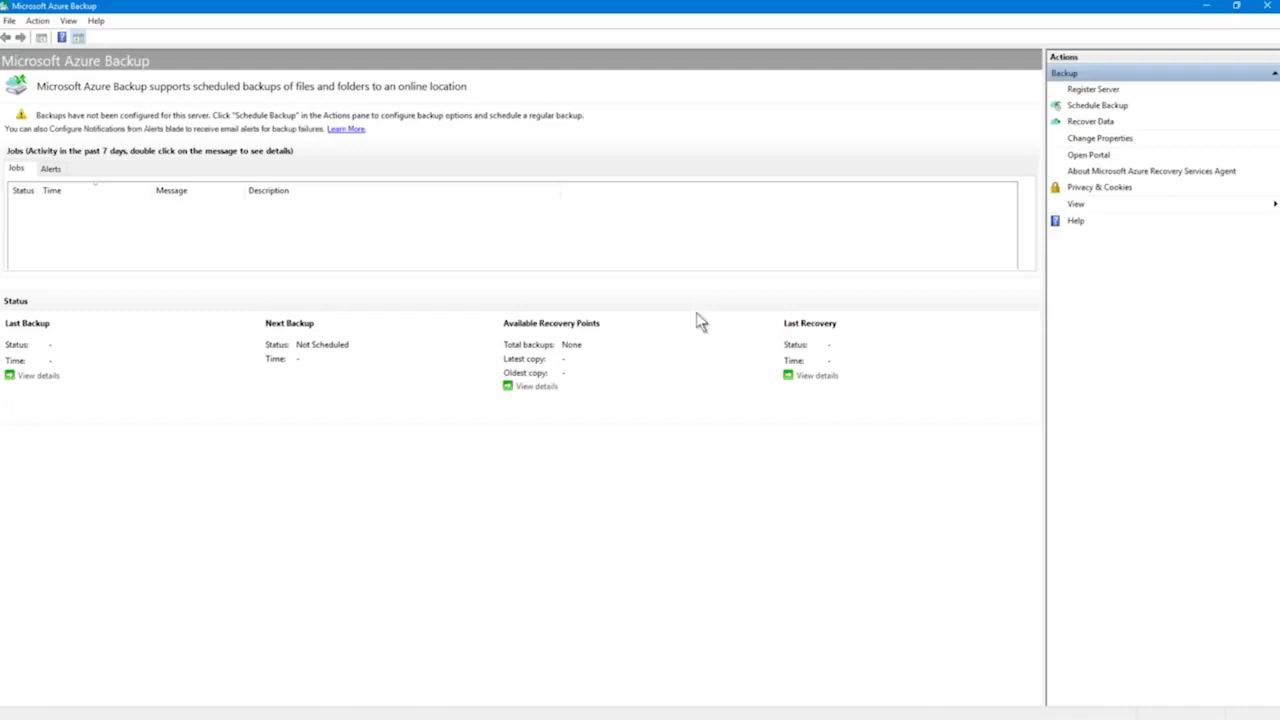 Microsoft Azure Backup
File Action View Help
Microsoft Azure Backup
Microsoft Azure Backup supports scheduled backups of files and folders to an online location
Backups have not been configured for this server. Click "Schedule Backup" in the Actions pane to configure backup options and schedule a regular backup.
You can also Configure Notifications from Alerts blade to receive email alerts for backup failures. Learn More.
Jobs (Activity in the past 7 days, double click on the message to see details)
Jobs Alerts
Status Time Message Description
Status
Last Backup Next Backup Available Recovery Points Last Recovery
Status: - Status: Not Scheduled Total backups: None Status: -
Time: - Time: - Latest copy: - Time: -
Oldest copy: -
View details View details View details
Actions
Backup
Register Server
Schedule Backup
Recover Data
Change Properties
Open Portal
About Microsoft Azure Recovery Services Agent
Privacy & Cookies
View
Help